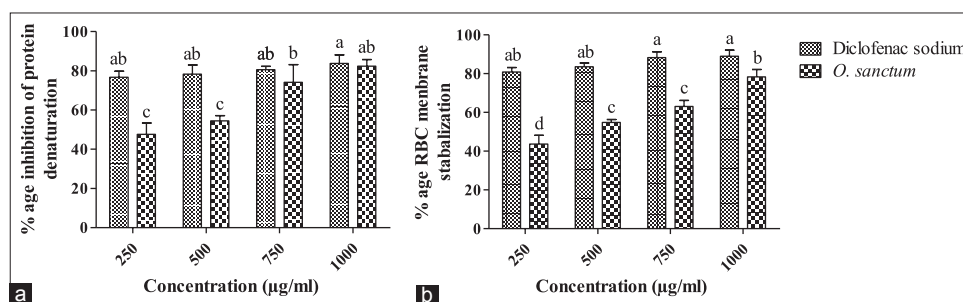 % age inhibition of protein
denaturation
100
80
60
40
20
0
ab
c
ab
c
ab
b
a
ab
250
500
750
1000
Concentration (µg/ml)
a
% age RBC menbrane
stabalization
100
80
60
40
20
0
ab
d
ab
c
a
c
a
b
250
500
750
1000
Concentration (µg/ml)
b
Diclofenac sodium
O. sanctum